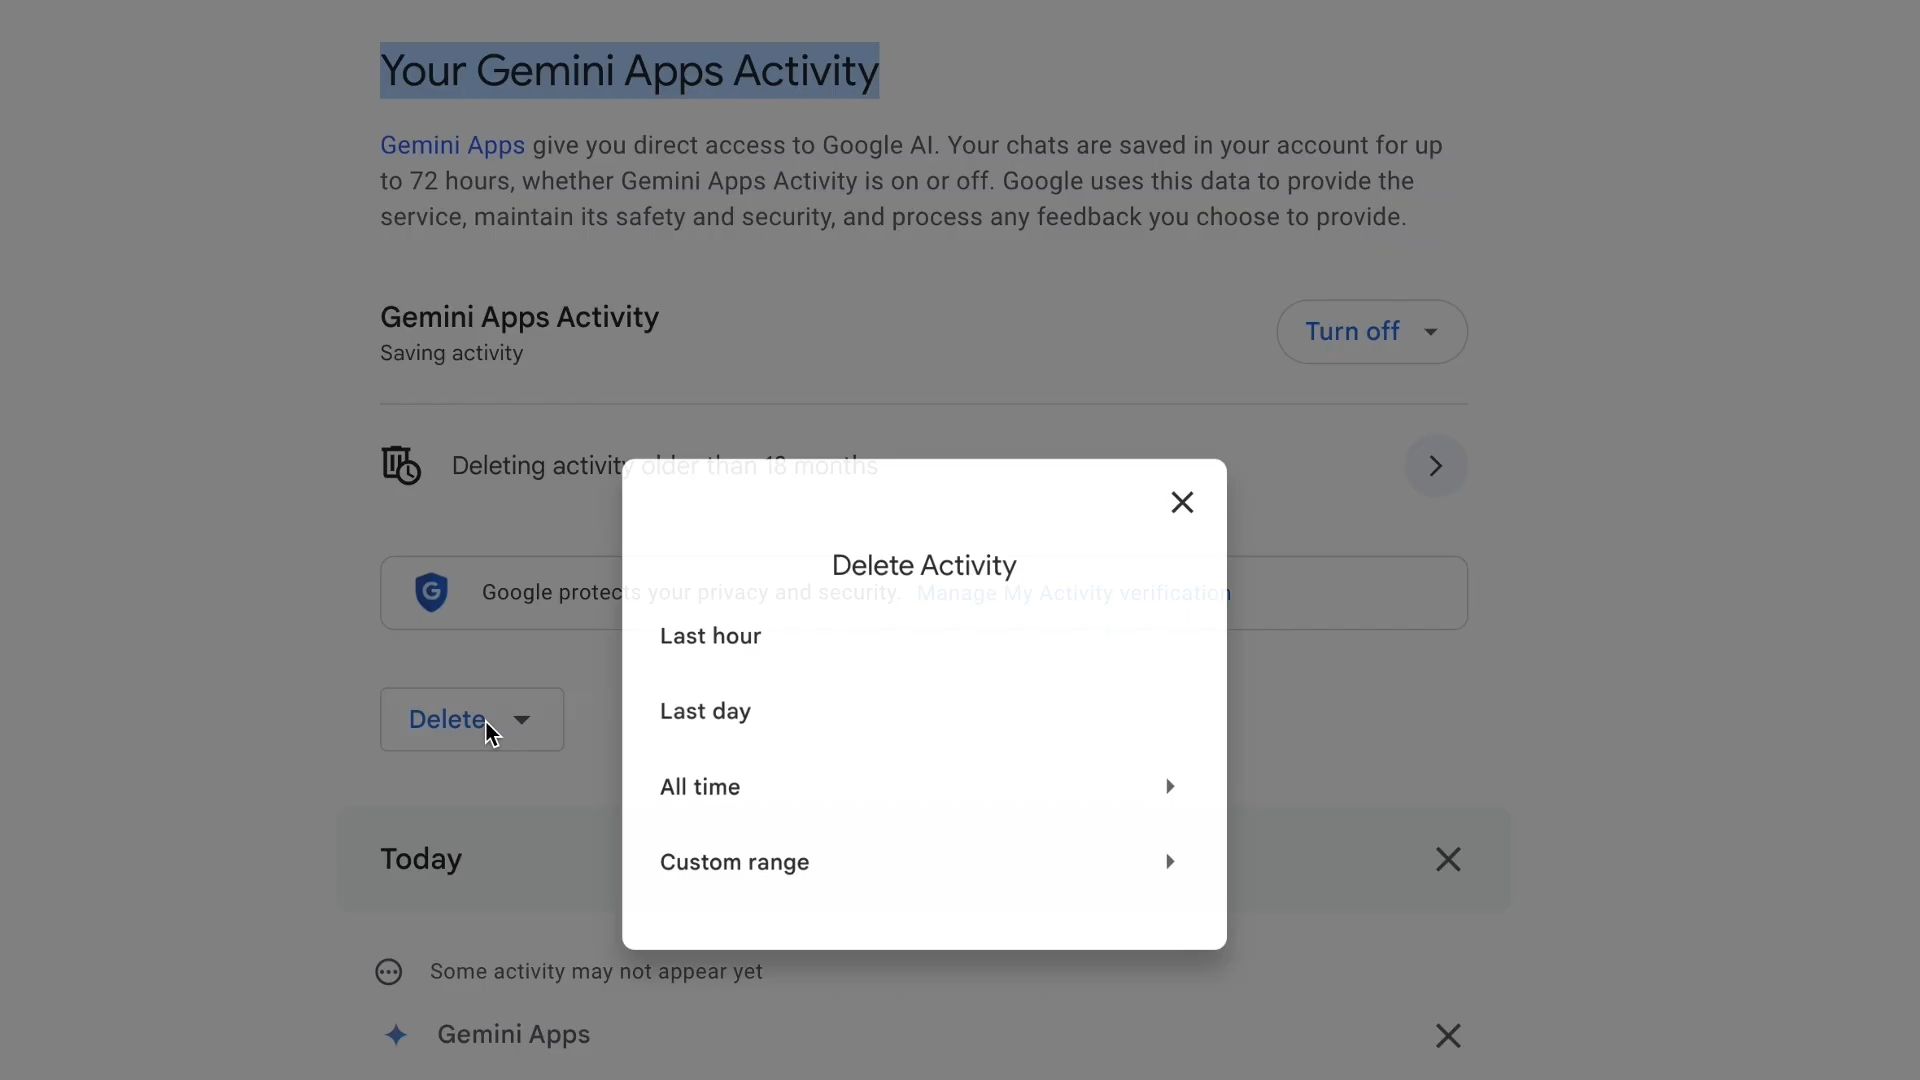 Your Gemini Apps Activity
Gemini Apps give you direct access to Google AI. Your chats are saved in your account for up
to 72 hours, whether Gemini Apps Activity is on or off. Google uses this data to provide the
service, maintain its safety and security, and process any feedback you choose to provide.
Gemini Apps Activity
Saving activity
Turn off
Deleting activity older than 18 months
Delete Activity
Google protects your privacy and security. Manage My Activity verification
Last hour
Last day
Delete
All time
Custom range
Today
Some activity may not appear yet
Gemini Apps